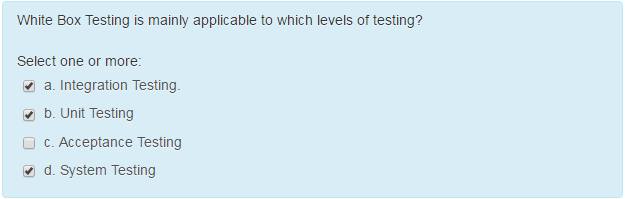 White Box Testing is mainly applicable to which levels of testing?
Select one or more:
a. Integration Testing.
b. Unit Testing
c. Acceptance Testing
d. System Testing